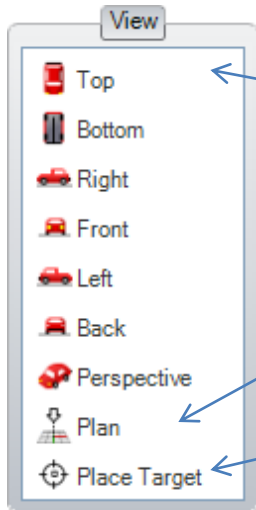 View
Top
Bottom
Right
Front
Left
Back
Perspective
Plan
Place Target